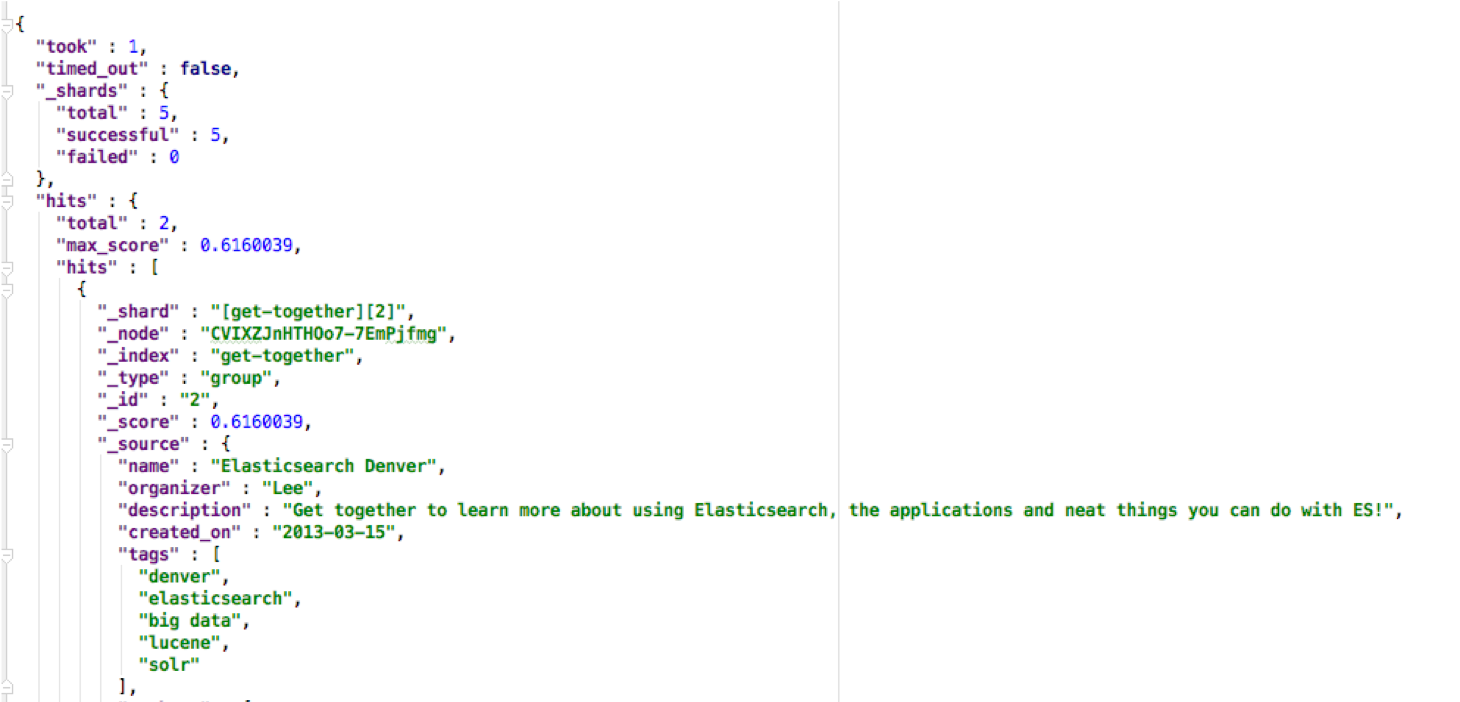 {
"took" : 1,
"timed_out" : false,
"_shards" : {
"total" : 5,
"successful" : 5,
"failed" : 0
},
"hits" : {
"total" : 2,
"max_score" : 0.6160039,
"hits" : [
{
"_shard" : "[get-together][2]",
"_node" : "CVIXZJnHTHOo7-7EmPjfmg",
"_index" : "get-together",
"_type" : "group",
"_id" : "2",
"_score" : 0.6160039,
"_source" : {
"name" : "Elasticsearch Denver",
"organizer" : "Lee",
"description" : "Get together to learn more about using Elasticsearch, the applications and neat things you can do with ES!",
"created_on" : "2013-03-15",
"tags" : [
"denver",
"elasticsearch",
"big data",
"lucene",
"solr"
],